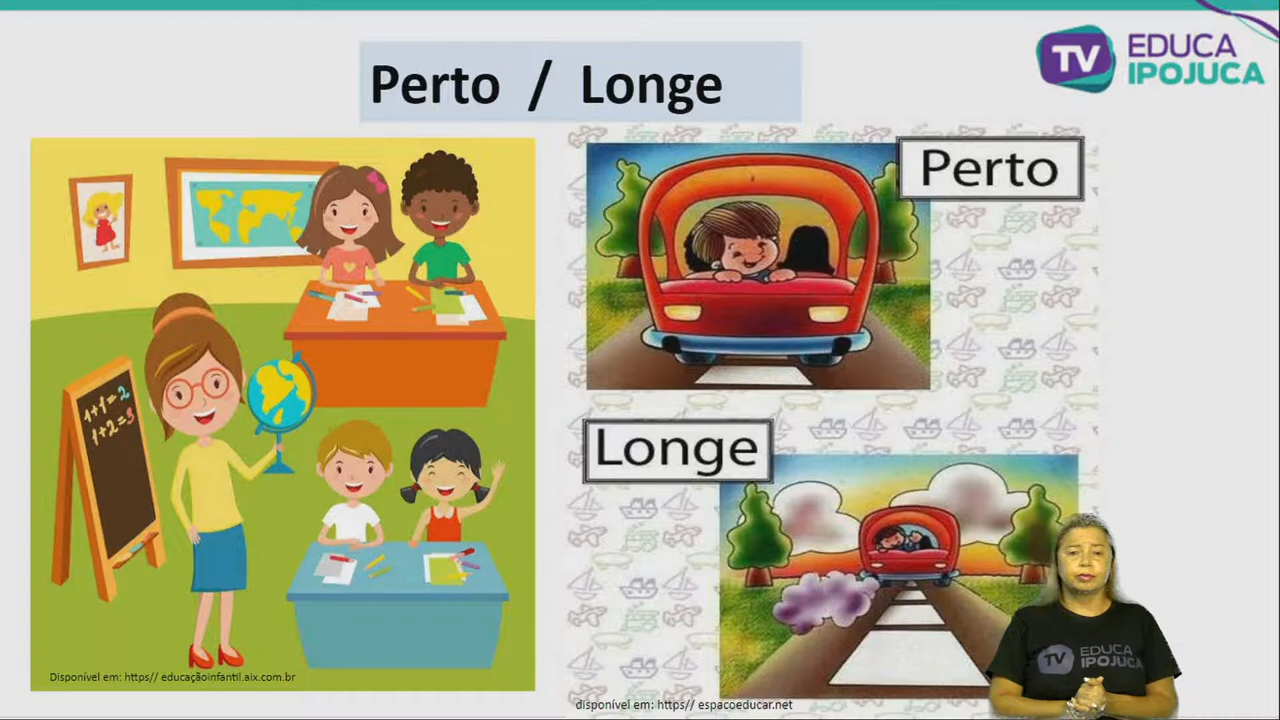 Perto / Longe
TV EDUCA
IPOJUCA
1+1=2
1+2=3
Disponível em: https// educaçãoinfantil.aix.com.br
Perto
Longe
disponível em: https// espacoeducar.net
TV EDUCA
IPOJUCA